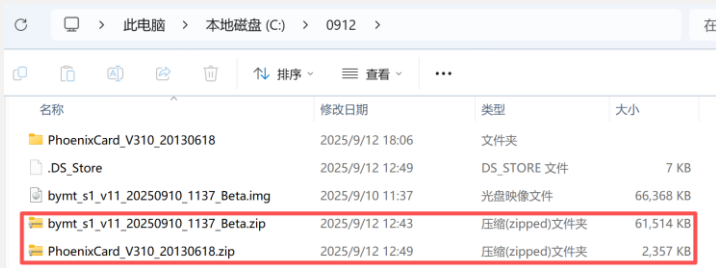 此电脑 > 本地磁盘 (C:) > 0912 > 在
排序 查看 •••
名称 修改日期 类型 大小
PhoenixCard_V310_20130618 2025/9/12 18:06 文件夹
.DS_Store 2025/9/12 12:49 DS_STORE 文件 7 KB
bymt_s1_v11_20250910_1137_Beta.img 2025/9/10 11:37 光盘映像文件 66,368 KB
bymt_s1_v11_20250910_1137_Beta.zip 2025/9/12 12:43 压缩(zipped)文件夹 61,514 KB
PhoenixCard_V310_20130618.zip 2025/9/12 12:49 压缩(zipped)文件夹 2,357 KB